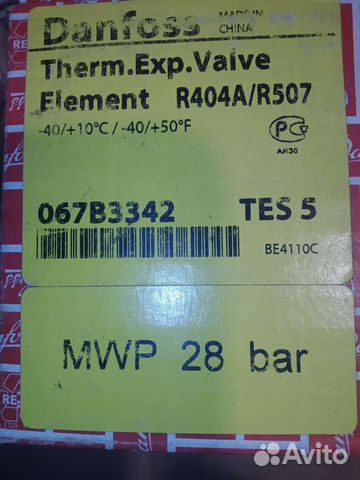 Danfoss MADE IN CHINA
Therm.Exp.Valve
Element R404A/R507
-40/+10°C / -40/+50°F
АИ30
067B3342 TES 5
BE4110C
MWP 28 bar
Avito